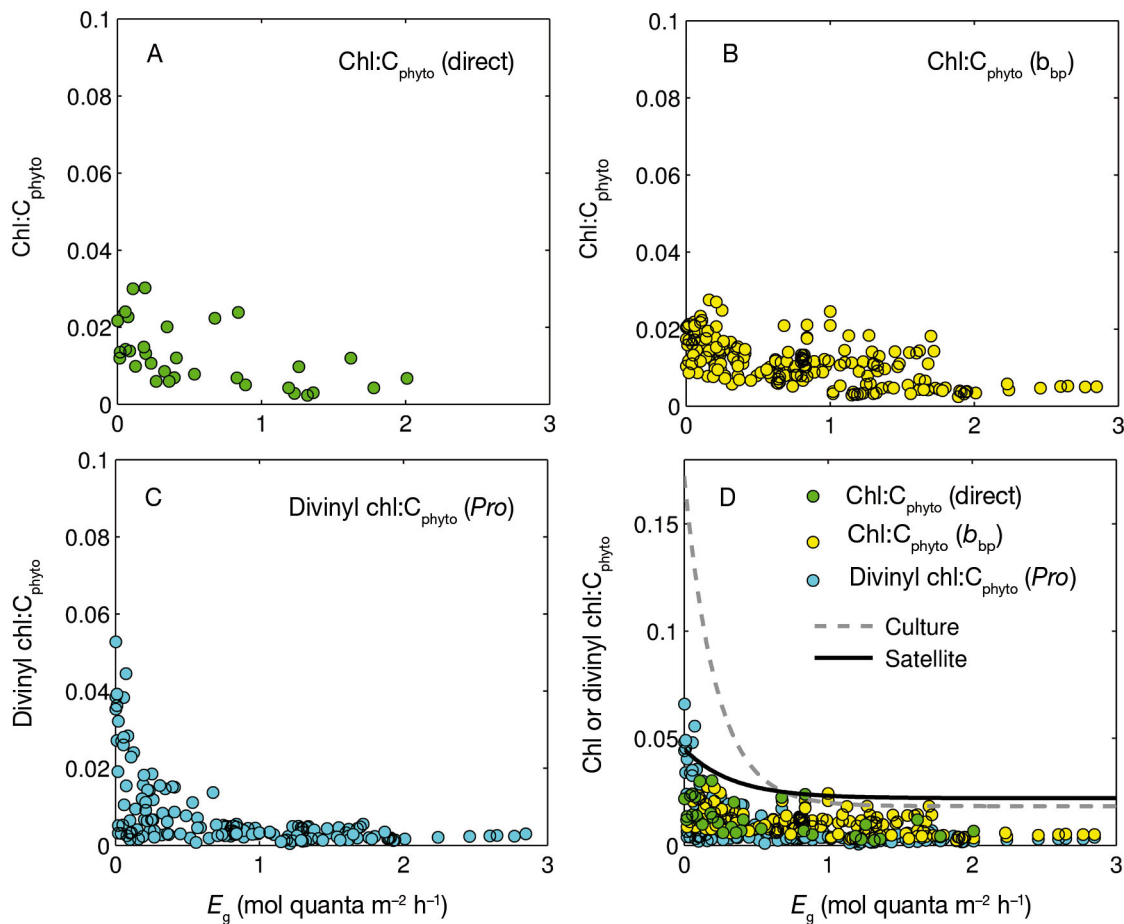 A
Chl:Cphyto (direct)
Chl:Cphyto
0.1
0.08
0.06
0.04
0.02
0
0
1
2
3
B
Chl:Cphyto (bbp)
Chl:Cphyto
0.1
0.08
0.06
0.04
0.02
0
0
1
2
3
C
Divinyl chl:Cphyto (Pro)
Divinyl chl:Cphyto
0.1
0.08
0.06
0.04
0.02
0
0
1
2
3
Eg (mol quanta m−2 h−1)
D
Chl:Cphyto (direct)
Chl:Cphyto (bbp)
Divinyl chl:Cphyto (Pro)
Culture
Satellite
Chl or divinyl chl:Cphyto
0.15
0.1
0.05
0
0
1
2
3
Eg (mol quanta m−2 h−1)